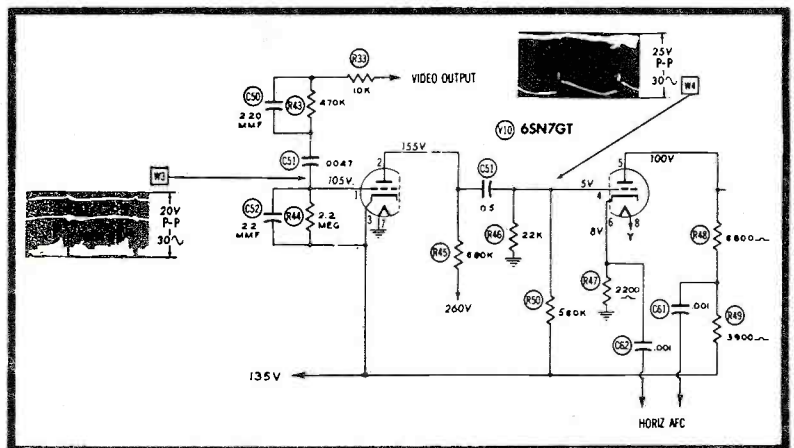 R33
10K
VIDEO OUTPUT
C50
220
MMF
R43
470K
25V
P-P
30~
W4
V10 6SN7GT
W3
C51
.0047
155V
2
105V
1
3
7
C51
05
5
100V
5V
4
20V
P-P
30~
C52
22
MMF
R44
2.2
MEG
R45
680K
R46
22K
6
8
8V
Y
R48
6800
R47
2200
R50
560K
C61
.001
R49
3900
260V
C62
.001
135V
HORIZ AFC